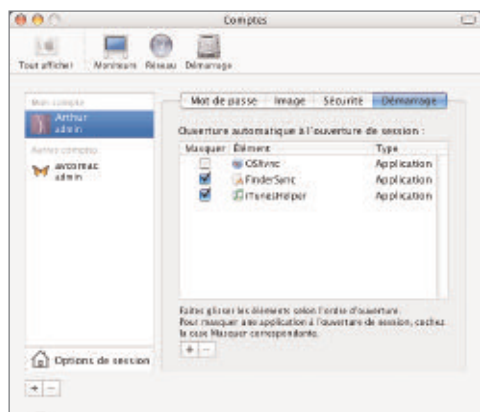 Comptes
Tout afficher Moniteurs Réseau Démarrage
Mon compte
Arthur
admin
Autres comptes
avcomac
admin
Options de session
Mot de passe Image Sécurité Démarrage
Ouverture automatique à l'ouverture de session :
Masquer Élément Type
OSXvnc Application
FinderSync Application
iTunesHelper Application
Faites glisser les éléments selon l'ordre d'ouverture.
Pour masquer une application à l'ouverture de session, cochez
la case Masquer correspondante.
+ -
+ -